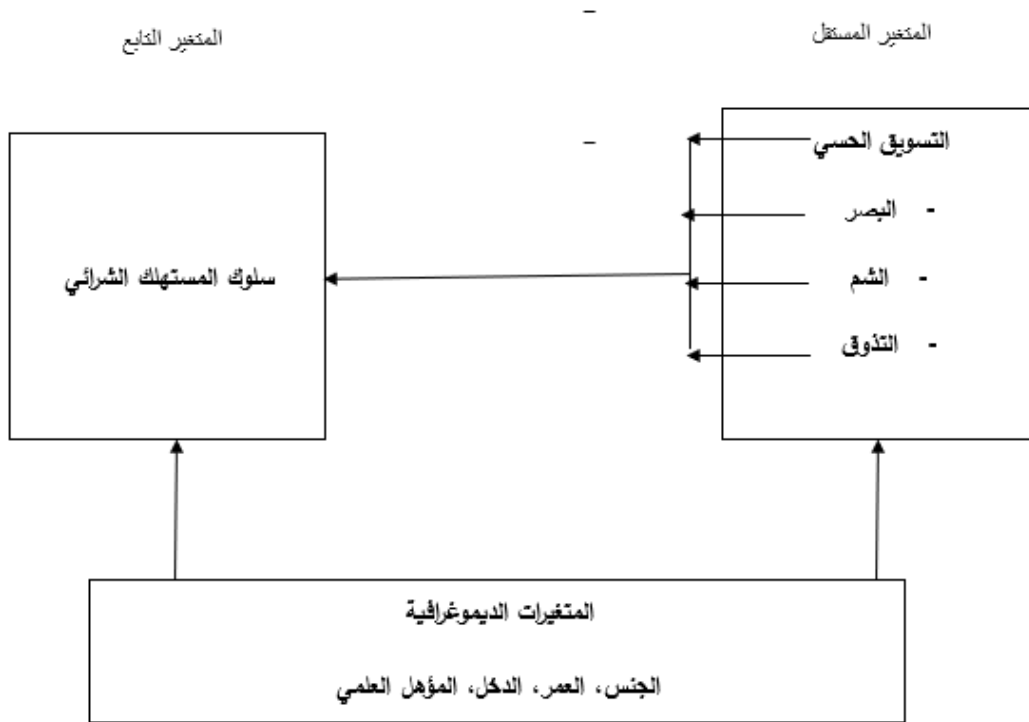 المتغير المستقل
المتغير التابع
التسويق الحسي
- البصر
- الشم
- التذوق
سلوك المستهلك الشرائي
المتغيرات الديموغرافية
الجنس، العمر، الدخل، المؤهل العلمي